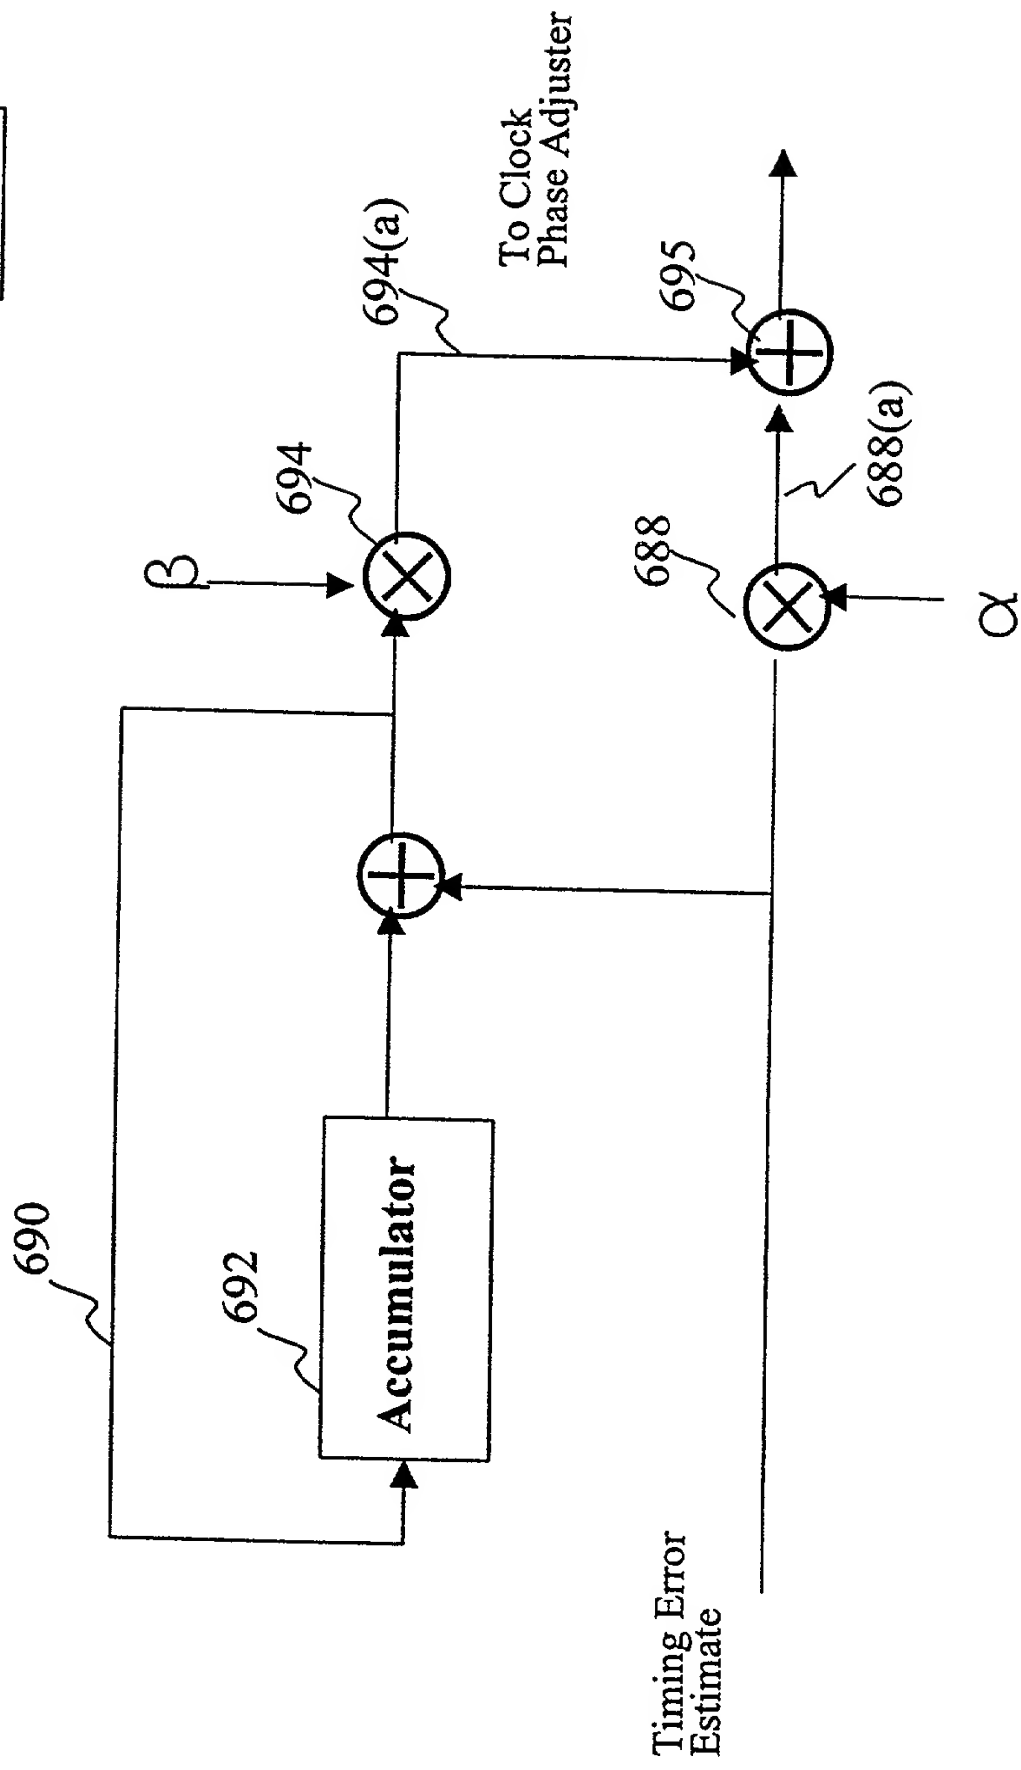 690
692
Accumulator
β
694
694(a)
To Clock
Phase Adjuster
695
688
688(a)
α
Timing Error
Estimate